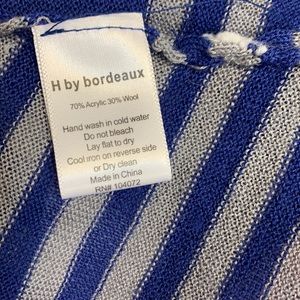 H by bordeaux
70% Acrylic 30% Wool
Hand wash in cold water
Do not bleach
Lay flat to dry
Cool iron on reverse side
or Dry clean
Made in China
RN# 104072